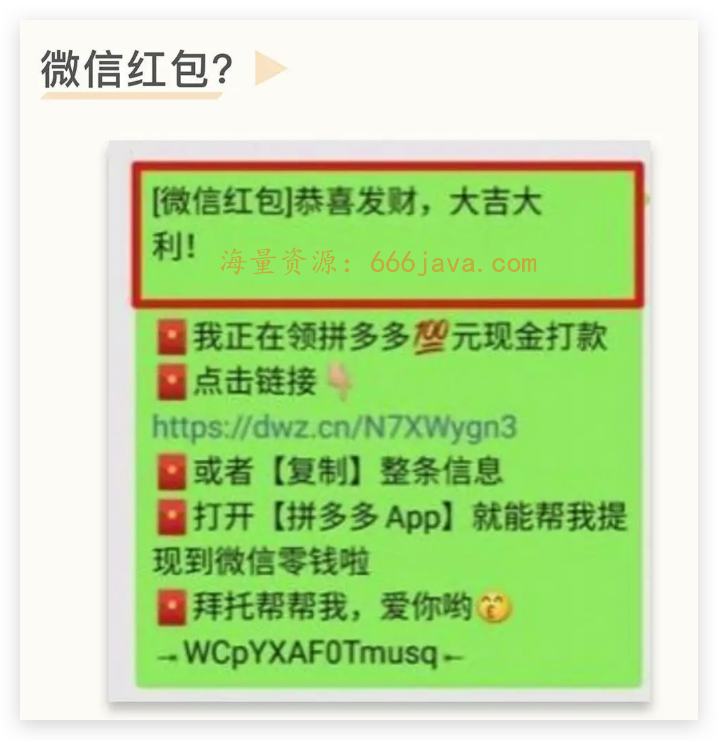 微信红包?
[微信红包]恭喜发财，大吉大
利！
海量资源：666java.com
🧧我正在领拼多多💯元现金打款
🧧点击链接👇🏻
https://dwz.cn/N7XWygn3
🧧或者【复制】整条信息
🧧打开【拼多多 App】就能帮我提
现到微信零钱啦
🧧拜托帮帮我，爱你哟😙
→WCpYXAF0Tmusq←